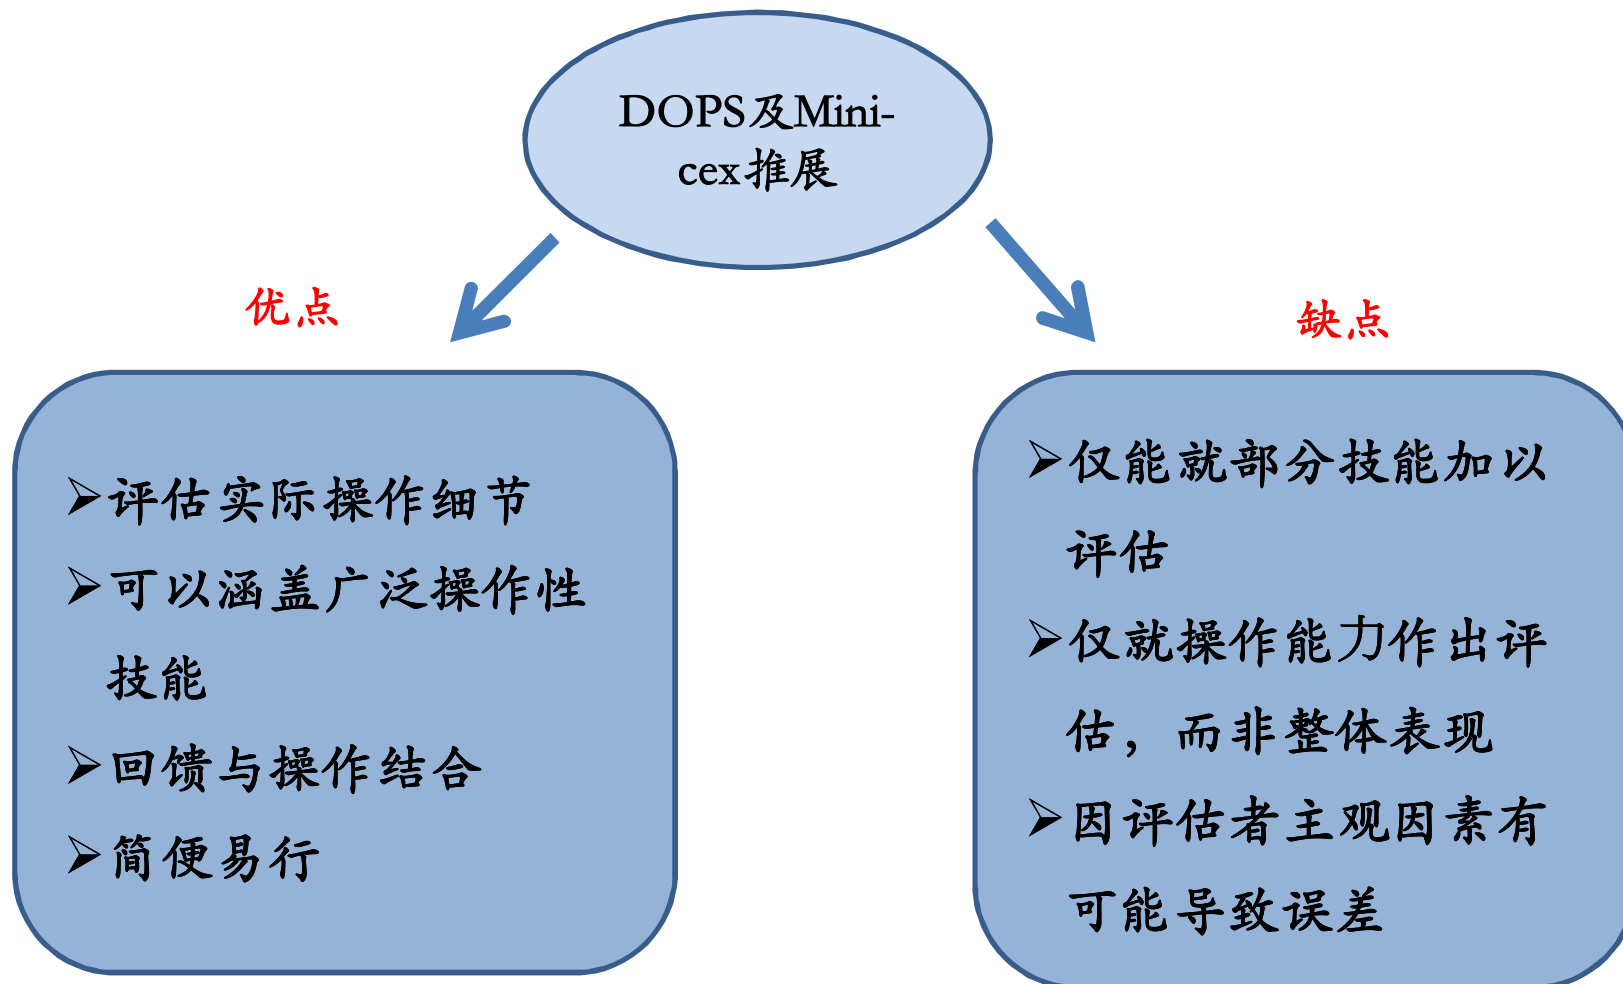 DOPS及Mini-
cex推展
优点
缺点
➢评估实际操作细节
➢可以涵盖广泛操作性
技能
➢回馈与操作结合
➢简便易行
➢仅能就部分技能加以
评估
➢仅就操作能力作出评
估，而非整体表现
➢因评估者主观因素有
可能导致误差